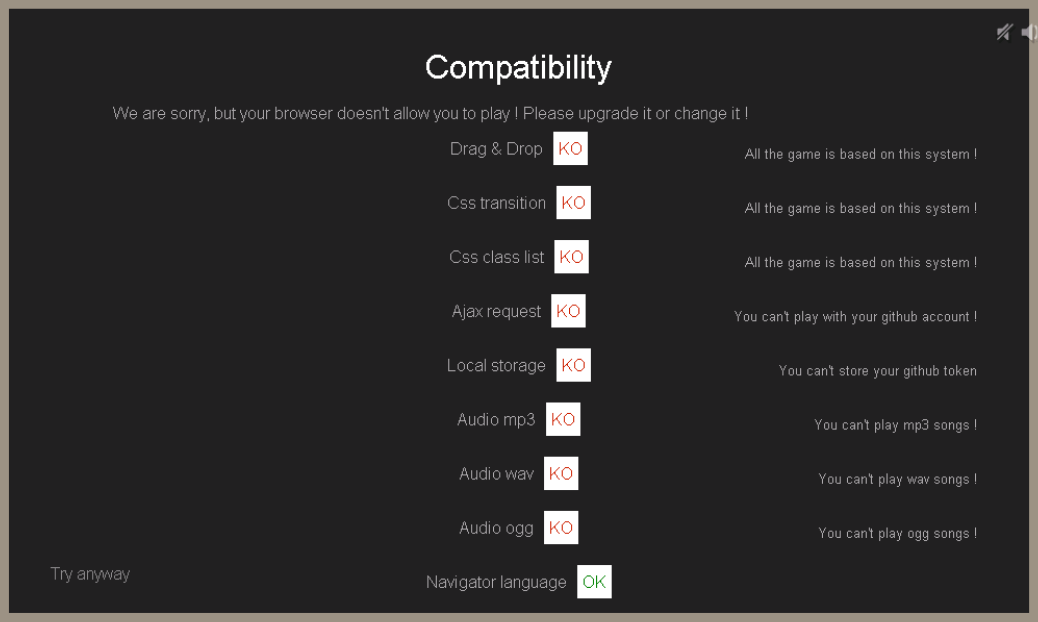 Compatibility
We are sorry, but your browser doesn't allow you to play ! Please upgrade it or change it !
Drag & Drop KO All the game is based on this system !
Css transition KO All the game is based on this system !
Css class list KO All the game is based on this system !
Ajax request KO You can't play with your github account !
Local storage KO You can't store your github token
Audio mp3 KO You can't play mp3 songs !
Audio wav KO You can't play wav songs !
Audio ogg KO You can't play ogg songs !
Try anyway
Navigator language OK